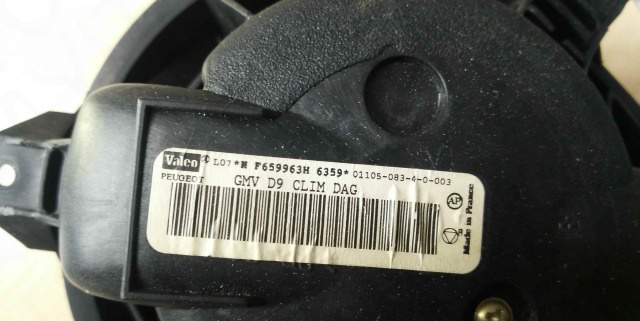 Valeo L07 *N F659963H 6359* 01105-083-4-0-003
PEUGEOT GMV D9 CLIM DAG
AP
Made in France